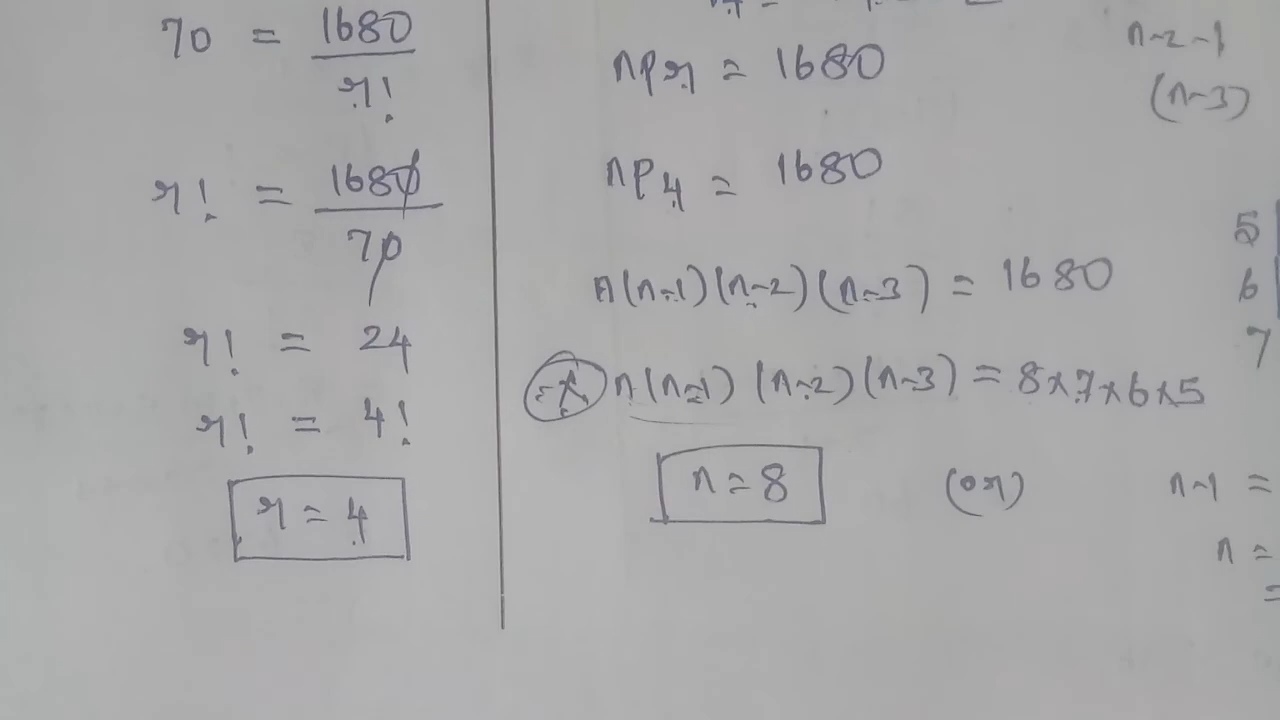 70 = 1680
r!
r! = 1680
70
r! = 24
r! = 4!
r = 4
npr = 1680
np4 = 1680
n(n-1)(n-2)(n-3) = 1680
n(n-1)(n-2)(n-3) = 8×7×6×5
n = 8 (or) n-1 =
n =
=
n-2-1
(n-3)
5
6
7